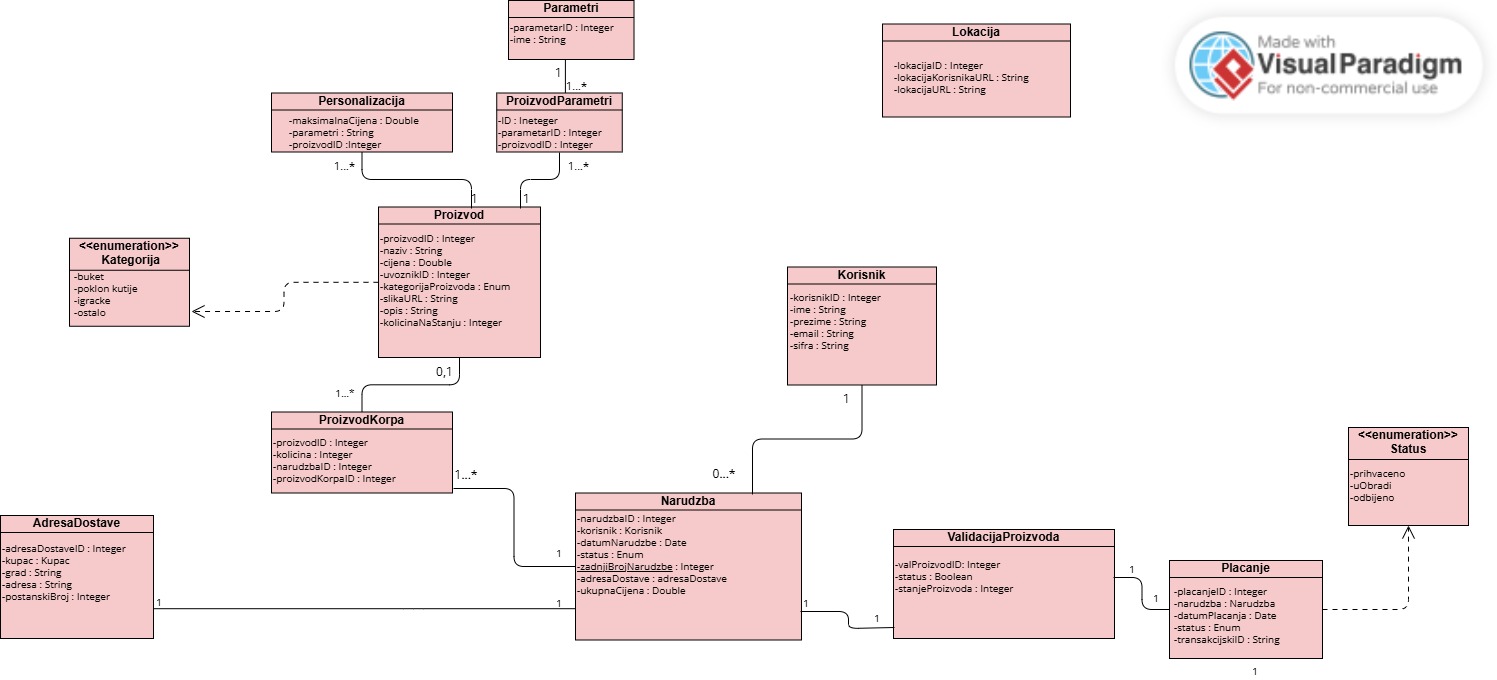 Parametri
-parametarID : Integer
-ime : String
1
1...*
Lokacija
-lokacijaID : Integer
-lokacijaKorisnikaURL : String
-lokacijaURL : String
Made with
Visual Paradigm
For non-commercial use
Personalizacija
-maksimalnaCijena : Double
-parametri : String
-proizvodID :Integer
1...*
1
ProizvodParametri
-ID : Ineteger
-parametarID : Integer
-proizvodID : Integer
1...*
1
Proizvod
-proizvodID : Integer
-naziv : String
-cijena : Double
-uvoznikID : Integer
-kategorijaProizvoda : Enum
-slikaURL : String
-opis : String
-kolicinaNaStanju : Integer
0,1
1...*
<<enumeration>>
Kategorija
-buket
-poklon kutije
-igracke
-ostalo
Korisnik
-korisnikID : Integer
-ime : String
-prezime : String
-email : String
-sifra : String
1
0...*
ProizvodKorpa
-proizvodID : Integer
-kolicina : Integer
-narudzbaID : Integer
-proizvodKorpaID : Integer
1...*
1
<<enumeration>>
Status
-prihvaceno
-uObradi
-odbijeno
AdresaDostave
-adresaDostaveID : Integer
-kupac : Kupac
-grad : String
-adresa : String
-postanskiBroj : Integer
1
1
Narudzba
-narudzbaID : Integer
-korisnik : Korisnik
-datumNarudzbe : Date
-status : Enum
-zadnjiBrojNarudzbe : Integer
-adresaDostave : adresaDostave
-ukupnaCijena : Double
1
1
ValidacijaProizvoda
-valProizvodID: Integer
-status : Boolean
-stanjeProizvoda : Integer
1
1
Placanje
-placanjeID : Integer
-narudzba : Narudzba
-datumPlacanja : Date
-status : Enum
-transakcijskiID : String
1